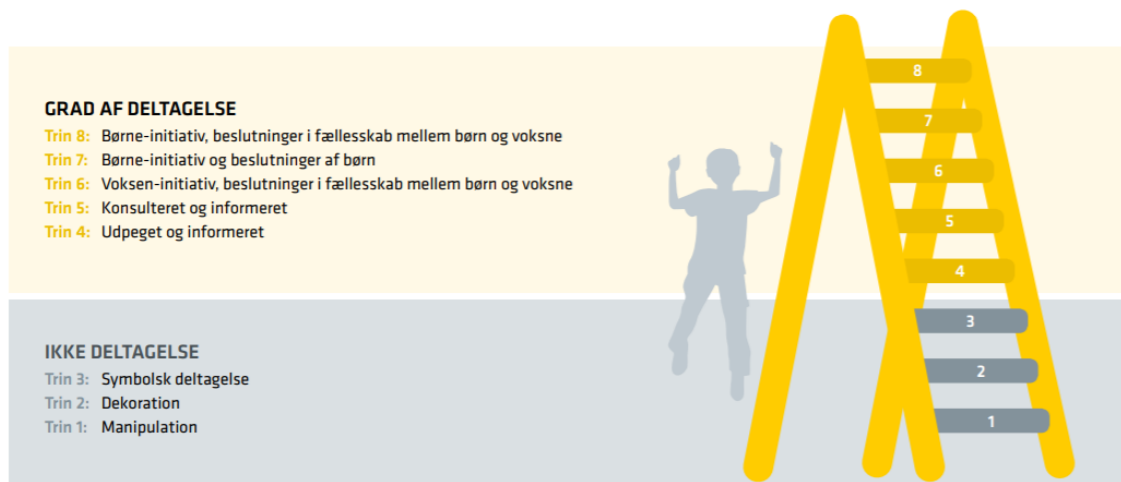 GRAD AF DELTAGELSE
Trin 8: Børne-initiativ, beslutninger i fællesskab mellem børn og voksne
Trin 7: Børne-initiativ og beslutninger af børn
Trin 6: Voksen-initiativ, beslutninger i fællesskab mellem børn og voksne
Trin 5: Konsulteret og informeret
Trin 4: Udpeget og informeret
IKKE DELTAGELSE
Trin 3: Symbolsk deltagelse
Trin 2: Dekoration
Trin 1: Manipulation
8
7
6
5
4
3
2
1